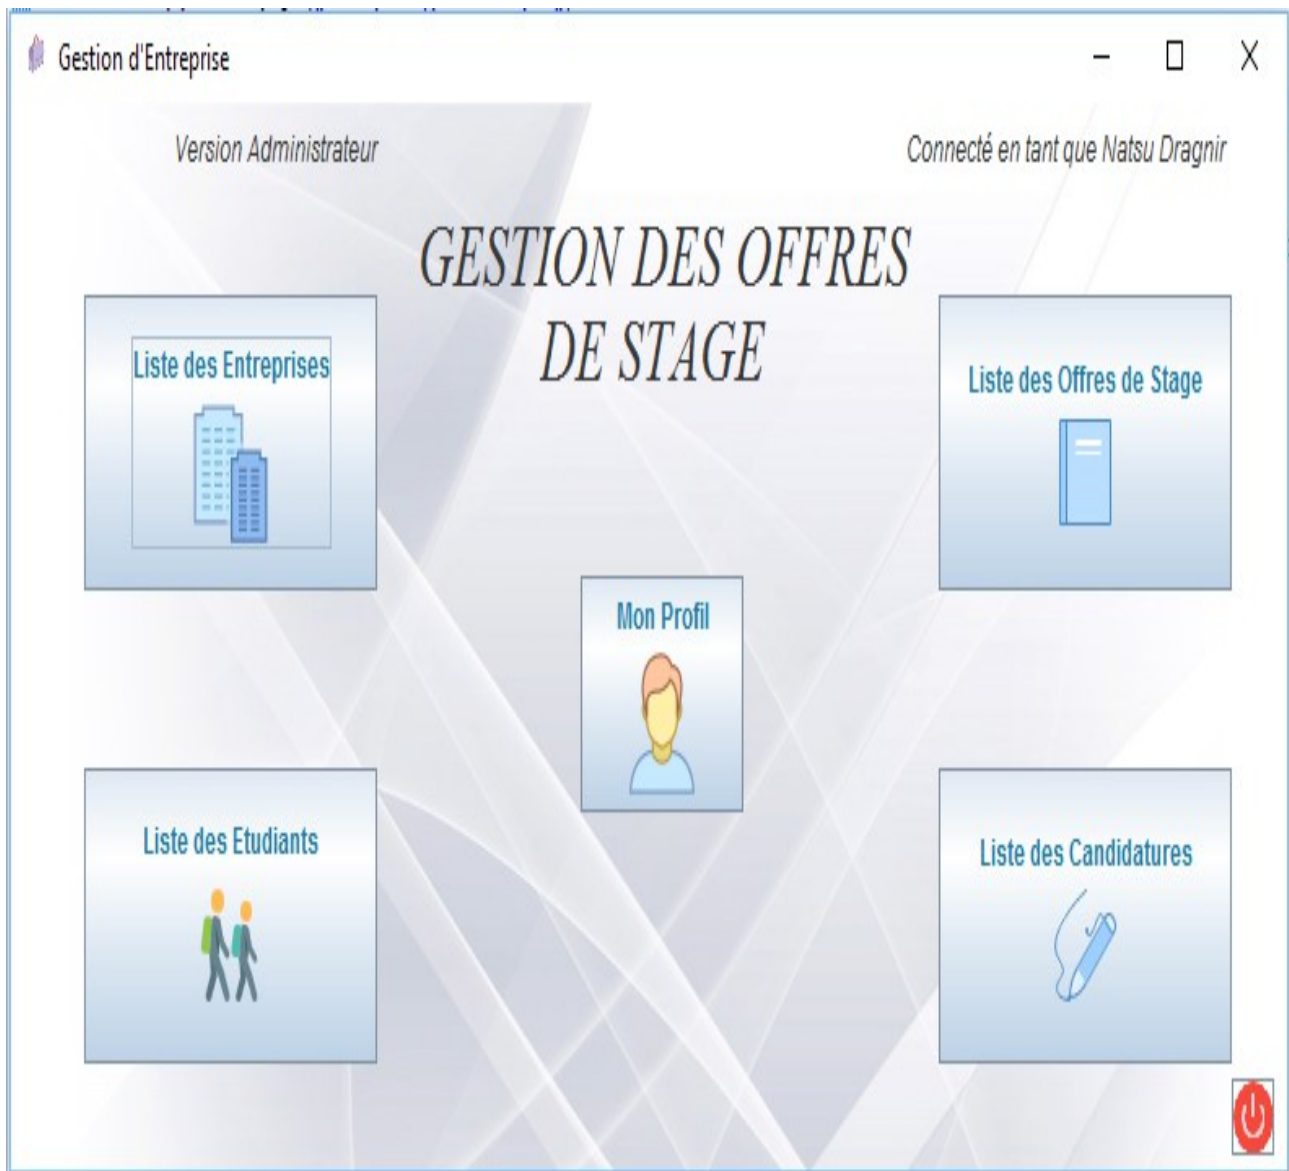 Gestion d'Entreprise
Version Administrateur
Connecté en tant que Natsu Dragnir
GESTION DES OFFRES
DE STAGE
Liste des Entreprises
Liste des Offres de Stage
Mon Profil
Liste des Etudiants
Liste des Candidatures